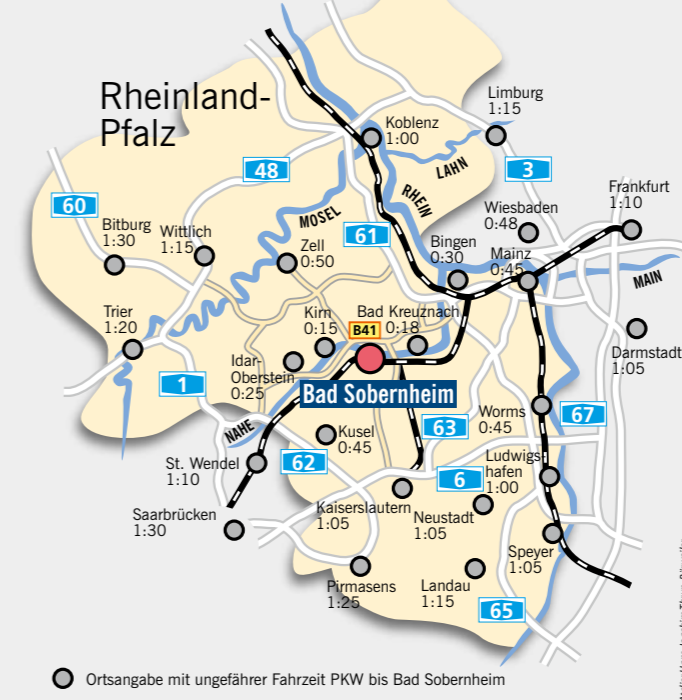 Rheinland-
Pfalz
Limburg
1:15
Koblenz
1:00
LAHN
3
48
RHEIN
Frankfurt
1:10
60
MOSEL
Wiesbaden
0:48
Bitburg
1:30
Wittlich
1:15
61
Zell
0:50
Bingen
0:30
Mainz
0:45
MAIN
Trier
1:20
Kirn
0:15
Bad Kreuznach
0:18
B41
Darmstadt
1:05
Idar-
Oberstein
0:25
1
Bad Sobernheim
NAHE
Kusel
0:45
63
Worms
0:45
67
St. Wendel
1:10
62
6
Ludwigs-
hafen
1:00
Saarbrücken
1:30
Kaiserslautern
1:05
Neustadt
1:05
Speyer
1:05
Pirmasens
1:25
Landau
1:15
65
Ortsangabe mit ungefährer Fahrzeit PKW bis Bad Sobernheim